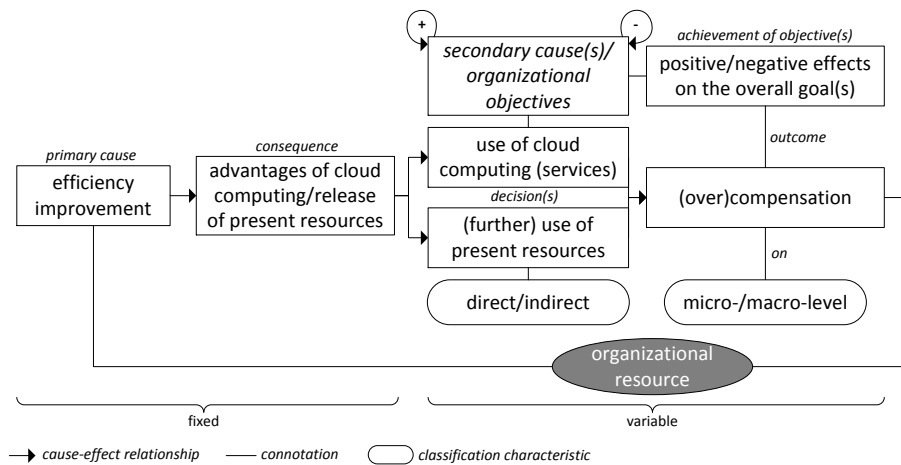 +
-
secondary cause(s)/
organizational
objectives
achievement of objective(s)
positive/negative effects
on the overall goal(s)
outcome
primary cause
efficiency
improvement
consequence
advantages of cloud
computing/release
of present resources
use of cloud
computing (services)
decision(s)
(further) use of
present resources
(over)compensation
on
direct/indirect
micro-/macro-level
organizational
resource
fixed
variable
cause-effect relationship
connotation
classification characteristic